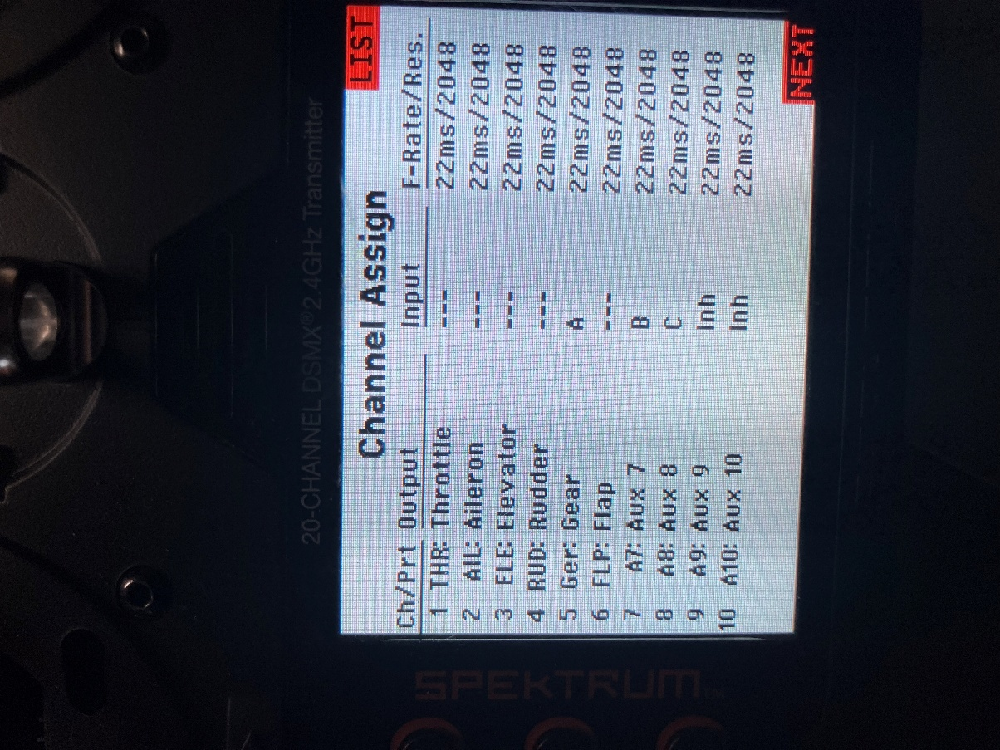 20-CHANNEL DSMX® 2.4GHz Transmitter
LIST
Channel Assign
Ch/Prt Output Input F-Rate/Res.
1 THR: Throttle --- 22ms/2048
2 AIL: Aileron --- 22ms/2048
3 ELE: Elevator --- 22ms/2048
4 RUD: Rudder --- 22ms/2048
5 Ger: Gear A 22ms/2048
6 FLP: Flap --- 22ms/2048
7 A7: Aux 7 B 22ms/2048
8 A8: Aux 8 C 22ms/2048
9 A9: Aux 9 Inh 22ms/2048
10 A10: Aux 10 Inh 22ms/2048
NEXT
SPEKTRUM